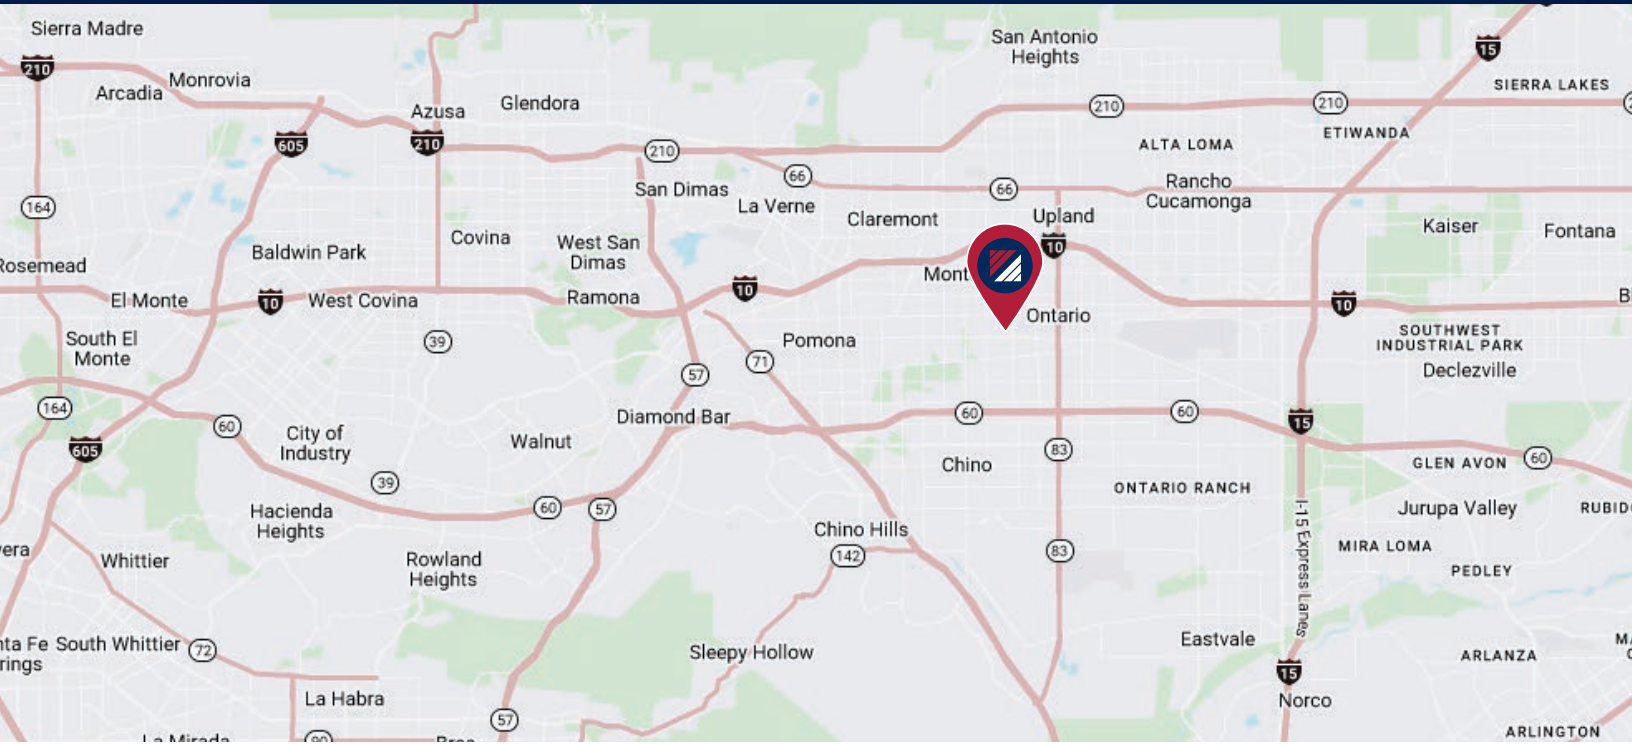 Sierra Madre
San Antonio
Heights
15
210
Monrovia
Arcadia
SIERRA LAKES
Glendora
210
210
Azusa
ETIWANDA
605
210
210
ALTA LOMA
66
66
San Dimas
Rancho
Cucamonga
164
La Verne
Claremont
Upland
Kaiser
Fontana
Covina
West San
Dimas
Baldwin Park
10
Rosemead
Mont
10
Ramona
El Monte
10
West Covina
10
Ontario
SOUTHWEST
INDUSTRIAL PARK
South El
Monte
39
Pomona
71
Declezville
57
164
60
60
Diamond Bar
15
60
City of
Industry
Walnut
605
83
Chino
GLEN AVON
60
39
ONTARIO RANCH
Hacienda
Heights
60
57
Jurupa Valley
Chino Hills
142
I-15 Express Lanes
MIRA LOMA
83
Whittier
Rowland
Heights
PEDLEY
Eastvale
South Whittier
72
Sleepy Hollow
ARLANZA
15
La Habra
Norco
57
ARLINGTON
La Mirada
90